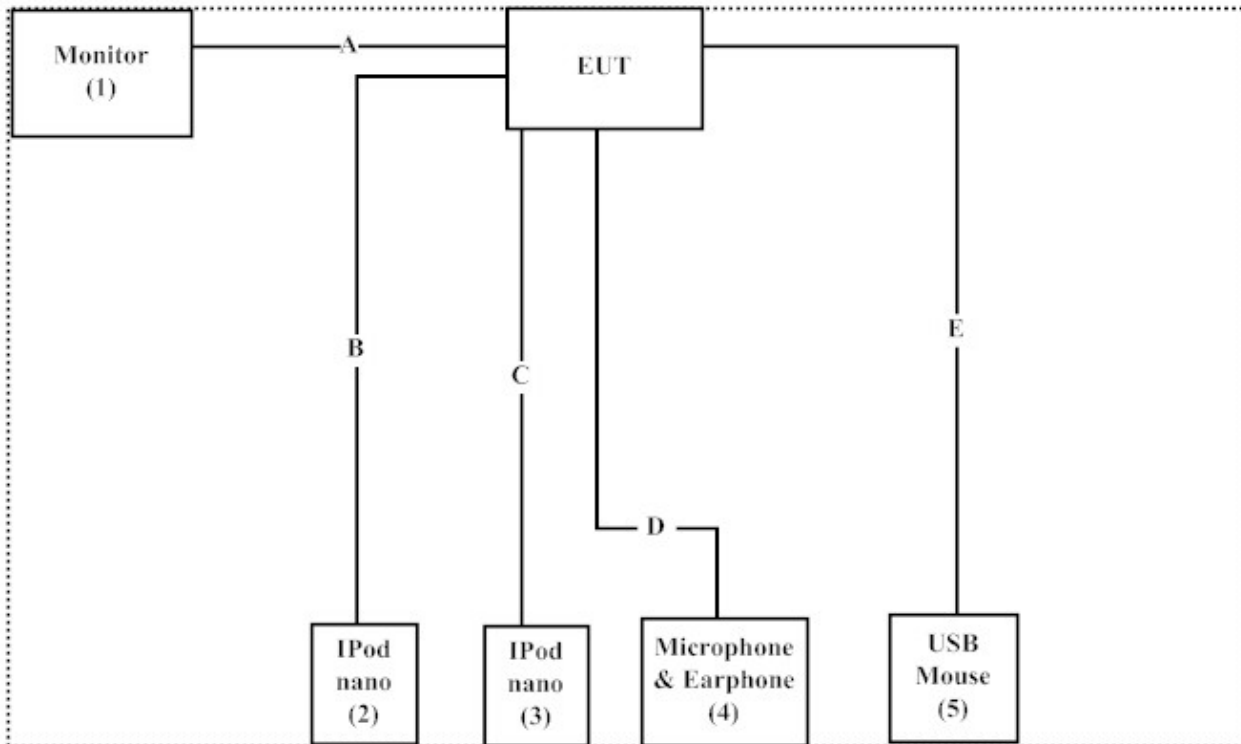 Monitor
(1)
A
EUT
B
C
D
E
IPod
nano
(2)
IPod
nano
(3)
Microphone
& Earphone
(4)
USB
Mouse
(5)